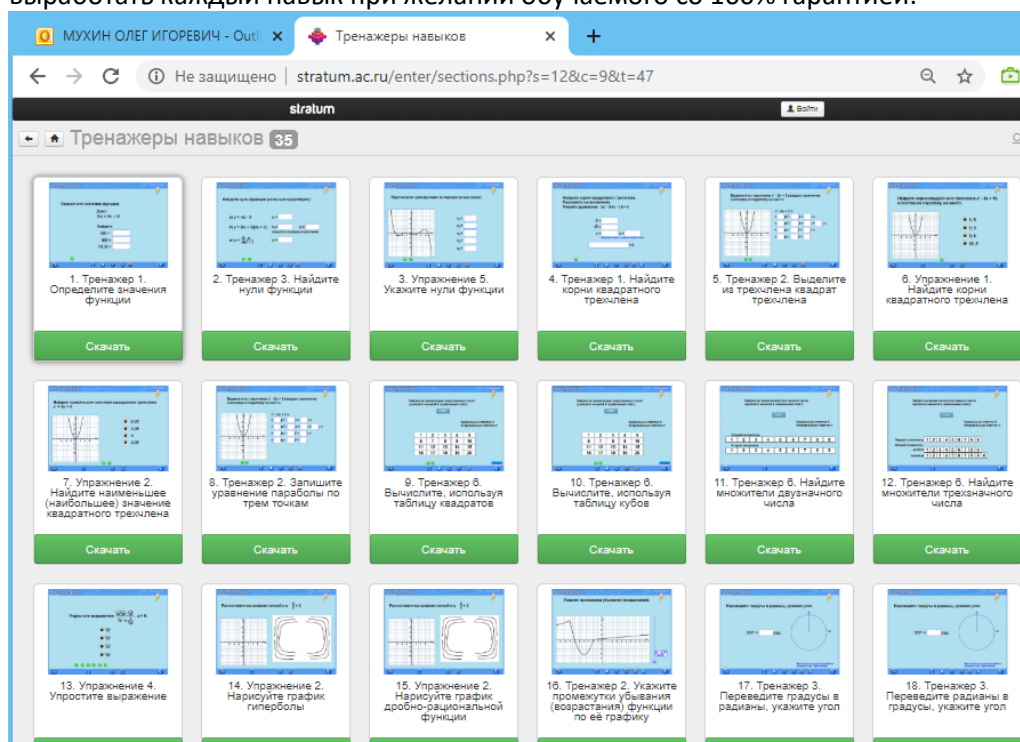 выработать каждый навык при желании обучаемого со 100% гарантией.
МУХИН ОЛЕГ ИГОРЕВИЧ - Outl
Тренажеры навыков
Не защищено | stratum.ac.ru/enter/sections.php?s=12&c=9&t=47
stratum
Войти
Тренажеры навыков 35
1. Тренажер 1.
Определите значения
функции
2. Тренажер 3. Найдите
нули функции
3. Упражнение 5.
Укажите нули функции
4. Тренажер 1. Найдите
корни квадратного
трехчлена
5. Тренажер 2. Выделите
из трехчлена квадрат
трехчлена
6. Упражнение 1.
Найдите корни
квадратного трехчлена
Скачать
Скачать
Скачать
Скачать
Скачать
Скачать
7. Упражнение 2.
Найдите наименьшее
(наибольшее) значение
квадратного трехчлена
8. Тренажер 2. Запишите
уравнение параболы по
трем точкам
9. Тренажер 6.
Вычислите, используя
таблицу квадратов
10. Тренажер 6.
Вычислите, используя
таблицу кубов
11. Тренажер 6. Найдите
множители двузначного
числа
12. Тренажер 6. Найдите
множители трехзначного
числа
Скачать
Скачать
Скачать
Скачать
Скачать
Скачать
13. Упражнение 4.
Упростите выражение
14. Упражнение 2.
Нарисуйте график
гиперболы
15. Упражнение 2.
Нарисуйте график
дробно-рациональной
функции
16. Тренажер 2. Укажите
промежутки убывания
(возрастания) функции
по её графику
17. Тренажер 3.
Переведите градусы в
радианы, укажите угол
18. Тренажер 3.
Переведите радианы в
градусы, укажите угол